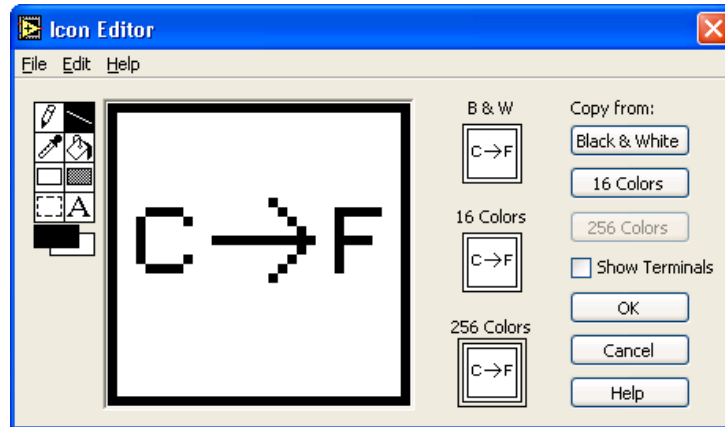 Icon Editor
File Edit Help
A
C→F
B & W
C→F
16 Colors
C→F
256 Colors
C→F
Copy from:
Black & White
16 Colors
256 Colors
Show Terminals
OK
Cancel
Help